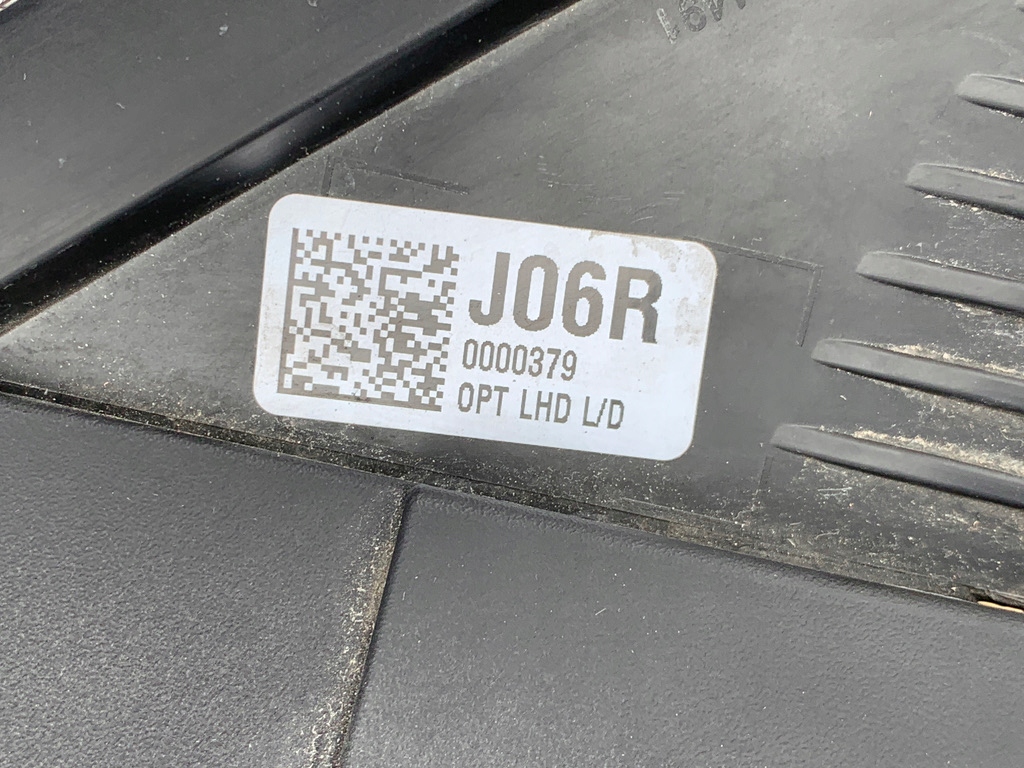 J06R
0000379
OPT LHD L/D